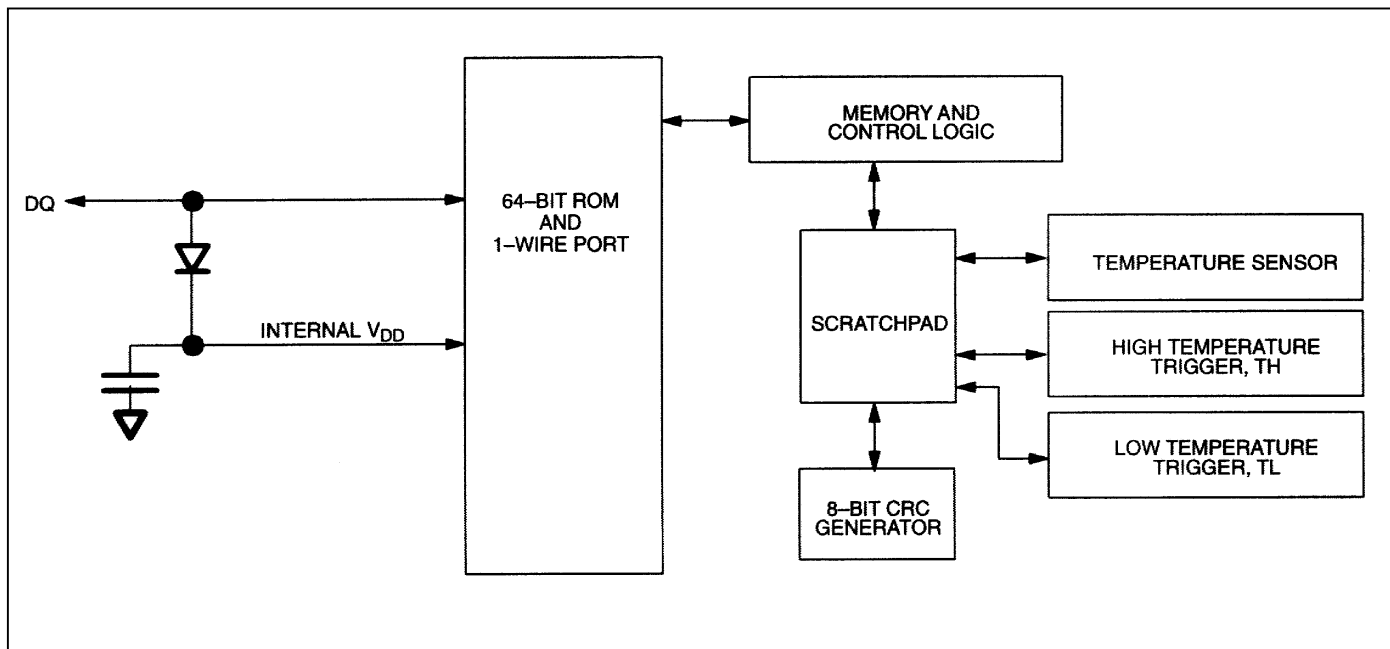 DQ
INTERNAL VDD
64–BIT ROM
AND
1–WIRE PORT
MEMORY AND
CONTROL LOGIC
SCRATCHPAD
8–BIT CRC
GENERATOR
TEMPERATURE SENSOR
HIGH TEMPERATURE
TRIGGER, TH
LOW TEMPERATURE
TRIGGER, TL